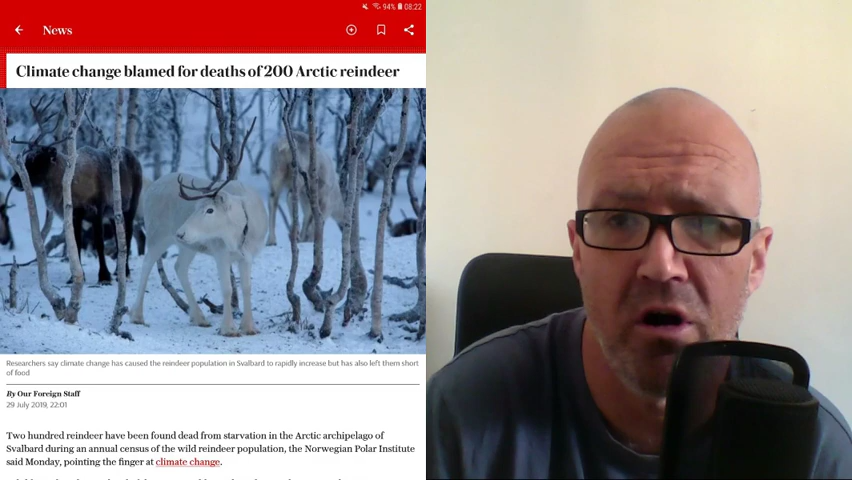 94% 08:22
News
Climate change blamed for deaths of 200 Arctic reindeer
Researchers say climate change has caused the reindeer population in Svalbard to rapidly increase but has also left them short
of food
By Our Foreign Staff
29 July 2019, 22:01
Two hundred reindeer have been found dead from starvation in the Arctic archipelago of
Svalbard during an annual census of the wild reindeer population, the Norwegian Polar Institute
said Monday, pointing the finger at climate change.